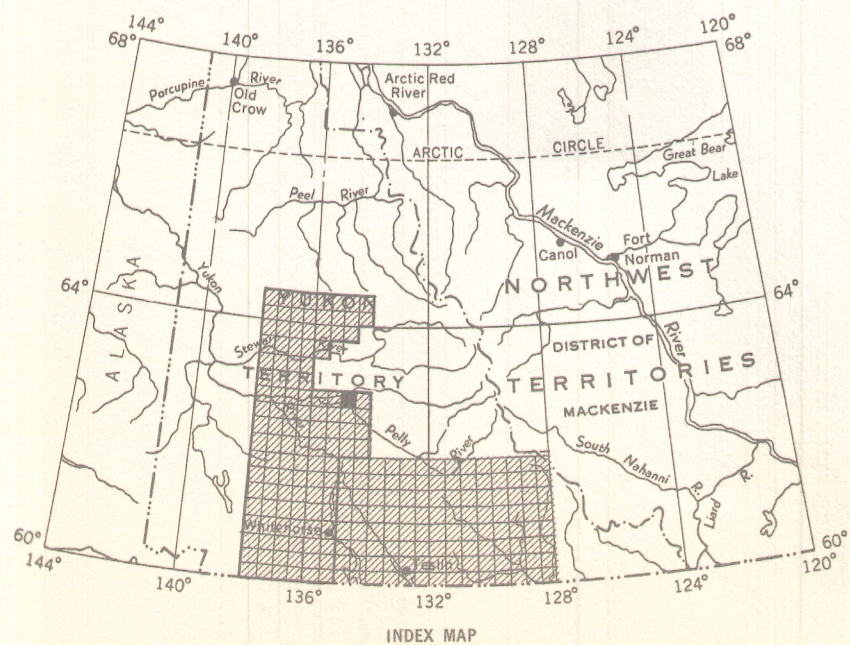 144°
68°
140°
136°
132°
128°
124°
120°
68°
Porcupine River
Old
Crow
Arctic Red
River
ARCTIC CIRCLE
Great Bear
Lake
Peel River
Mackenzie
Canol
Fort
Norman
Yukon
64°
ALASKA
NORTHWEST
64°
YUKON
Stewart River
DISTRICT OF
River
TERRITORY
TERRITORIES
MACKENZIE
Pelly
River
South Nahanni R.
Liard R.
Whitehorse
Teslin
60°
144°
140°
136°
132°
128°
124°
60°
120°
INDEX MAP